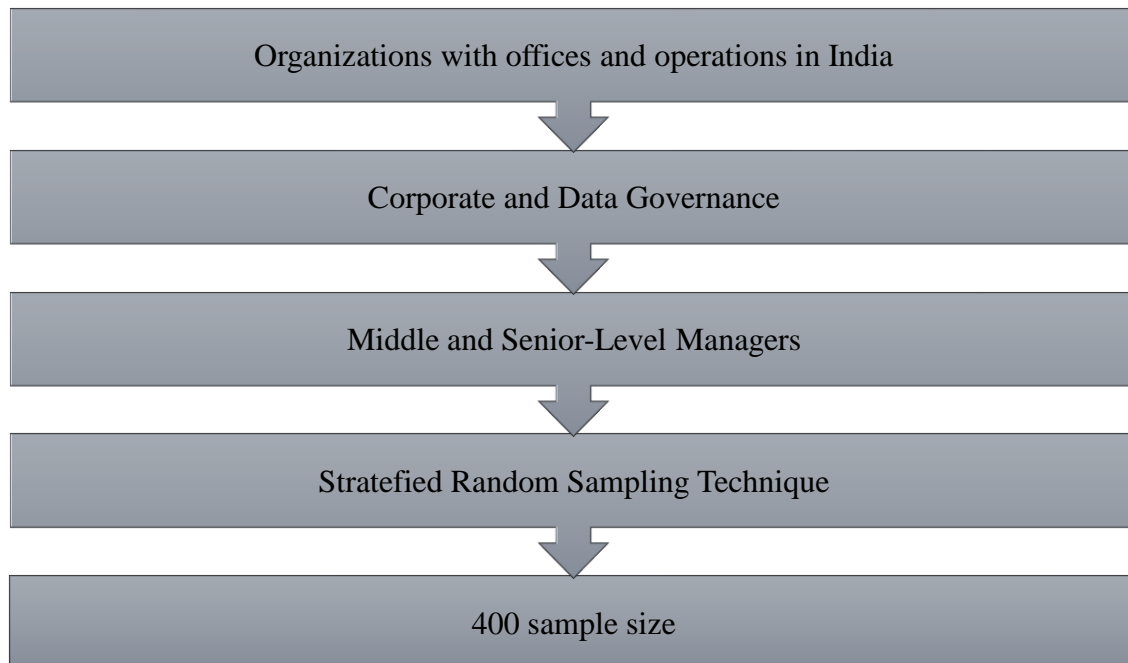 Organizations with offices and operations in India
Corporate and Data Governance
Middle and Senior-Level Managers
Stratefied Random Sampling Technique
400 sample size